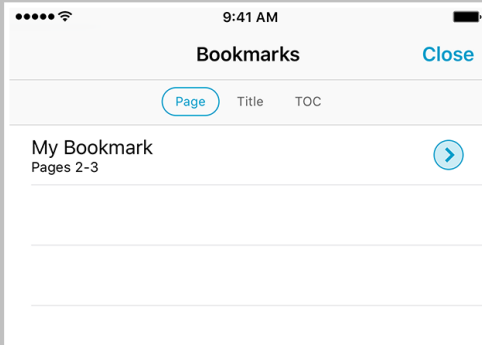 9:41 AM
Bookmarks Close
Page Title TOC
My Bookmark
Pages 2-3